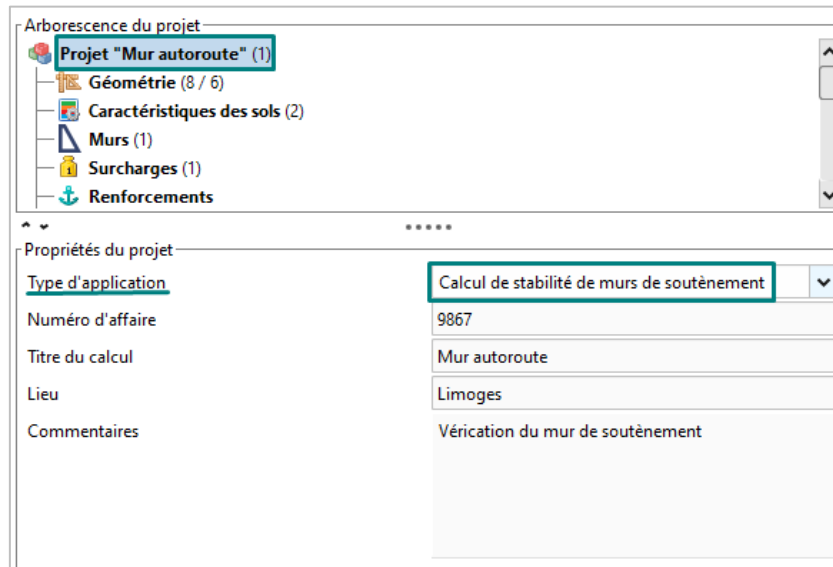 Arborescence du projet
Projet "Mur autoroute" (1)
Géométrie (8 / 6)
Caractéristiques des sols (2)
Murs (1)
Surcharges (1)
Renforcements
Propriétés du projet
Type d'application Calcul de stabilité de murs de soutènement
Numéro d'affaire 9867
Titre du calcul Mur autoroute
Lieu Limoges
Commentaires Vérication du mur de soutènement